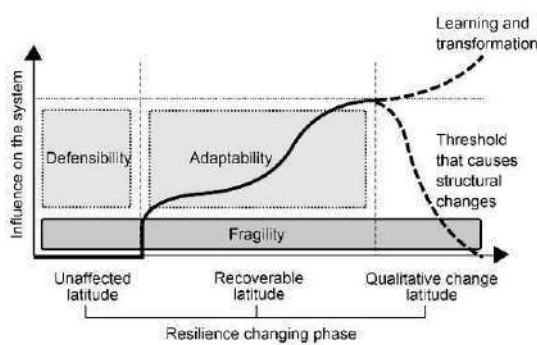 Learning and
transformation
Influence on the system
Defensibility
Adaptability
Threshold
that causes
structural
changes
Fragility
Unaffected
latitude
Recoverable
latitude
Qualitative change
latitude
Resilience changing phase